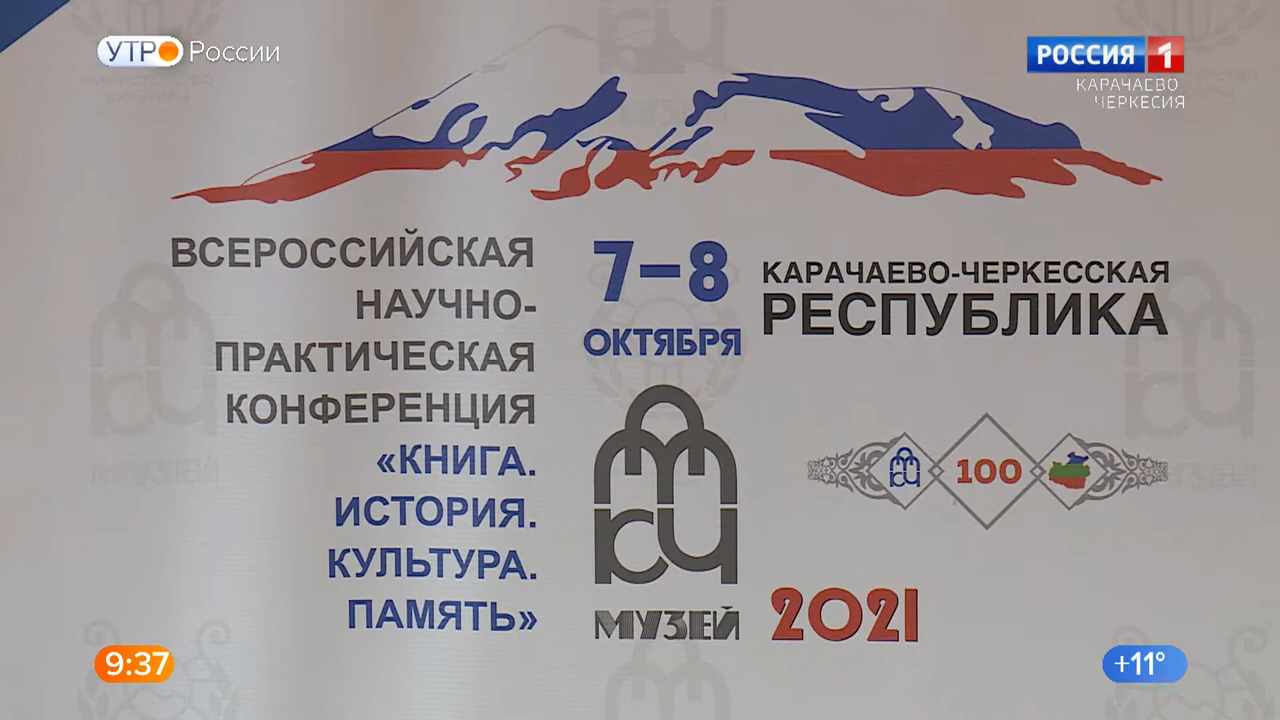 УТРО России
РОССИЯ 1
КАРАЧАЕВО
ЧЕРКЕСИЯ
ВСЕРОССИЙСКАЯ
НАУЧНО-
ПРАКТИЧЕСКАЯ
КОНФЕРЕНЦИЯ
«КНИГА.
ИСТОРИЯ.
КУЛЬТУРА.
ПАМЯТЬ»
7–8
ОКТЯБРЯ
МУЗЕЙ
КАРАЧАЕВО-ЧЕРКЕССКАЯ
РЕСПУБЛИКА
100
2021
9:37
+11°